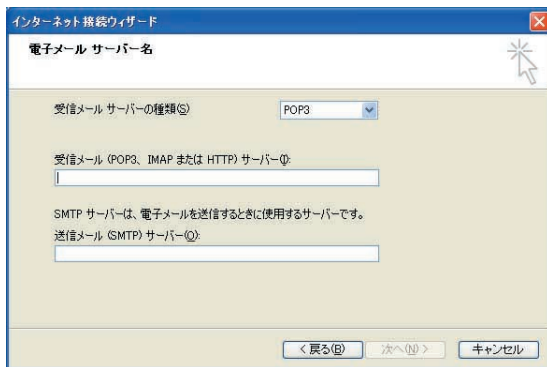 インターネット接続ウィザード
電子メール サーバー名
受信メール サーバーの種類(S) POP3
受信メール (POP3、IMAP または HTTP) サーバー(I):
SMTP サーバーは、電子メールを送信するときに使用するサーバーです。
送信メール (SMTP) サーバー(O):
< 戻る(B) 次へ(N) > キャンセル